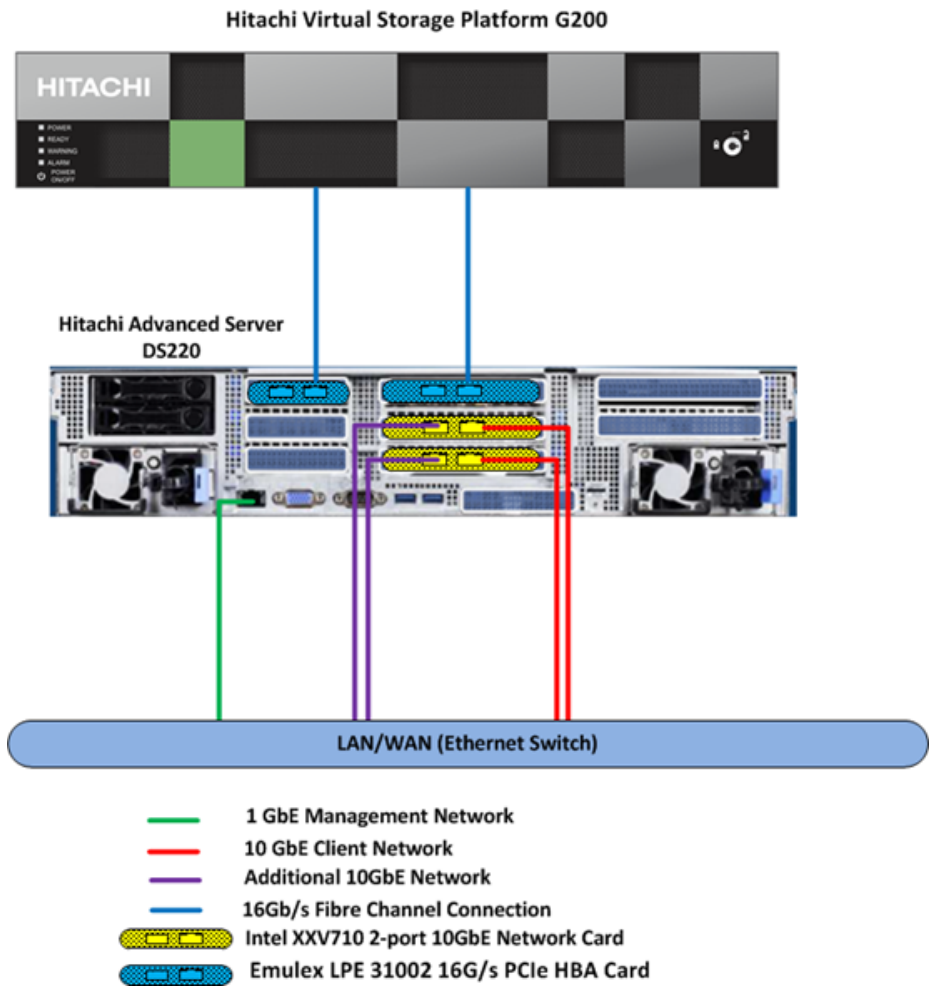 Hitachi Virtual Storage Platform G200
HITACHI
POWER
READY
WARNING
ALARM
POWER
ON/OFF
Hitachi Advanced Server
DS220
LAN/WAN (Ethernet Switch)
1 GbE Management Network
10 GbE Client Network
Additional 10GbE Network
16Gb/s Fibre Channel Connection
Intel XXV710 2-port 10GbE Network Card
Emulex LPE 31002 16G/s PCIe HBA Card